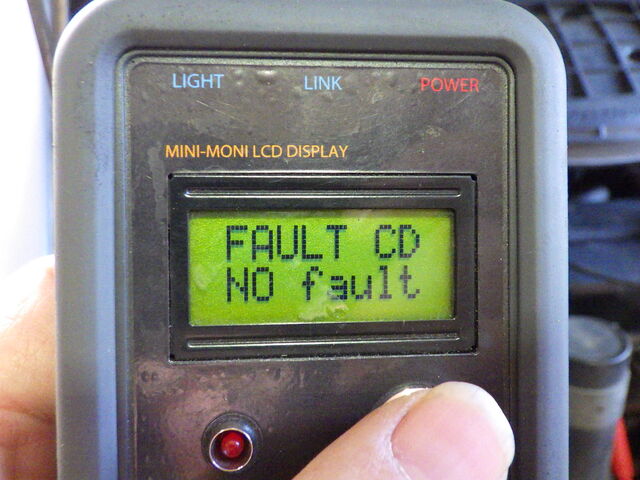 LIGHT LINK POWER
MINI-MONI LCD DISPLAY
FAULT CD
NO fault